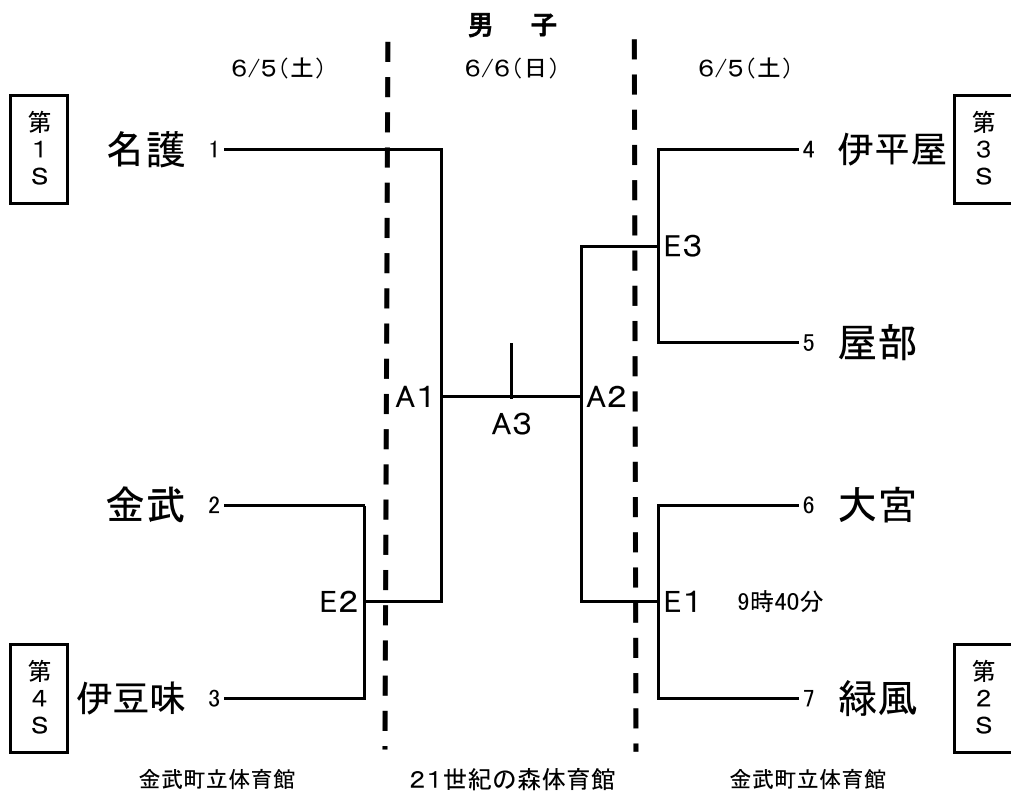 男　子
6/5(土)
6/6(日)
6/5(土)
第1S
名護 1
4 伊平屋
第3S
E3
5 屋部
A1
A2
A3
金武 2
6 大宮
E2
E1 9時40分
第4S
伊豆味 3
7 緑風
第2S
金武町立体育館
21世紀の森体育館
金武町立体育館